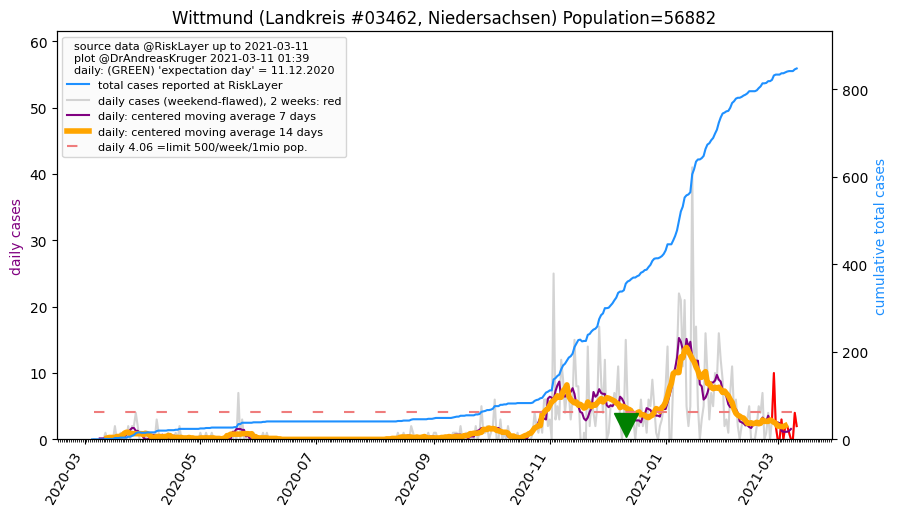 Wittmund (Landkreis #03462, Niedersachsen) Population=56882
source data @RiskLayer up to 2021-03-11
plot @DrAndreasKruger 2021-03-11 01:39
daily: (GREEN) 'expectation day' = 11.12.2020
total cases reported at RiskLayer
daily cases (weekend-flawed), 2 weeks: red
daily: centered moving average 7 days
daily: centered moving average 14 days
daily 4.06 =limit 500/week/1mio pop.
daily cases
60
50
40
30
20
10
0
cumulative total cases
800
600
400
200
0
2020-03
2020-05
2020-07
2020-09
2020-11
2021-01
2021-03